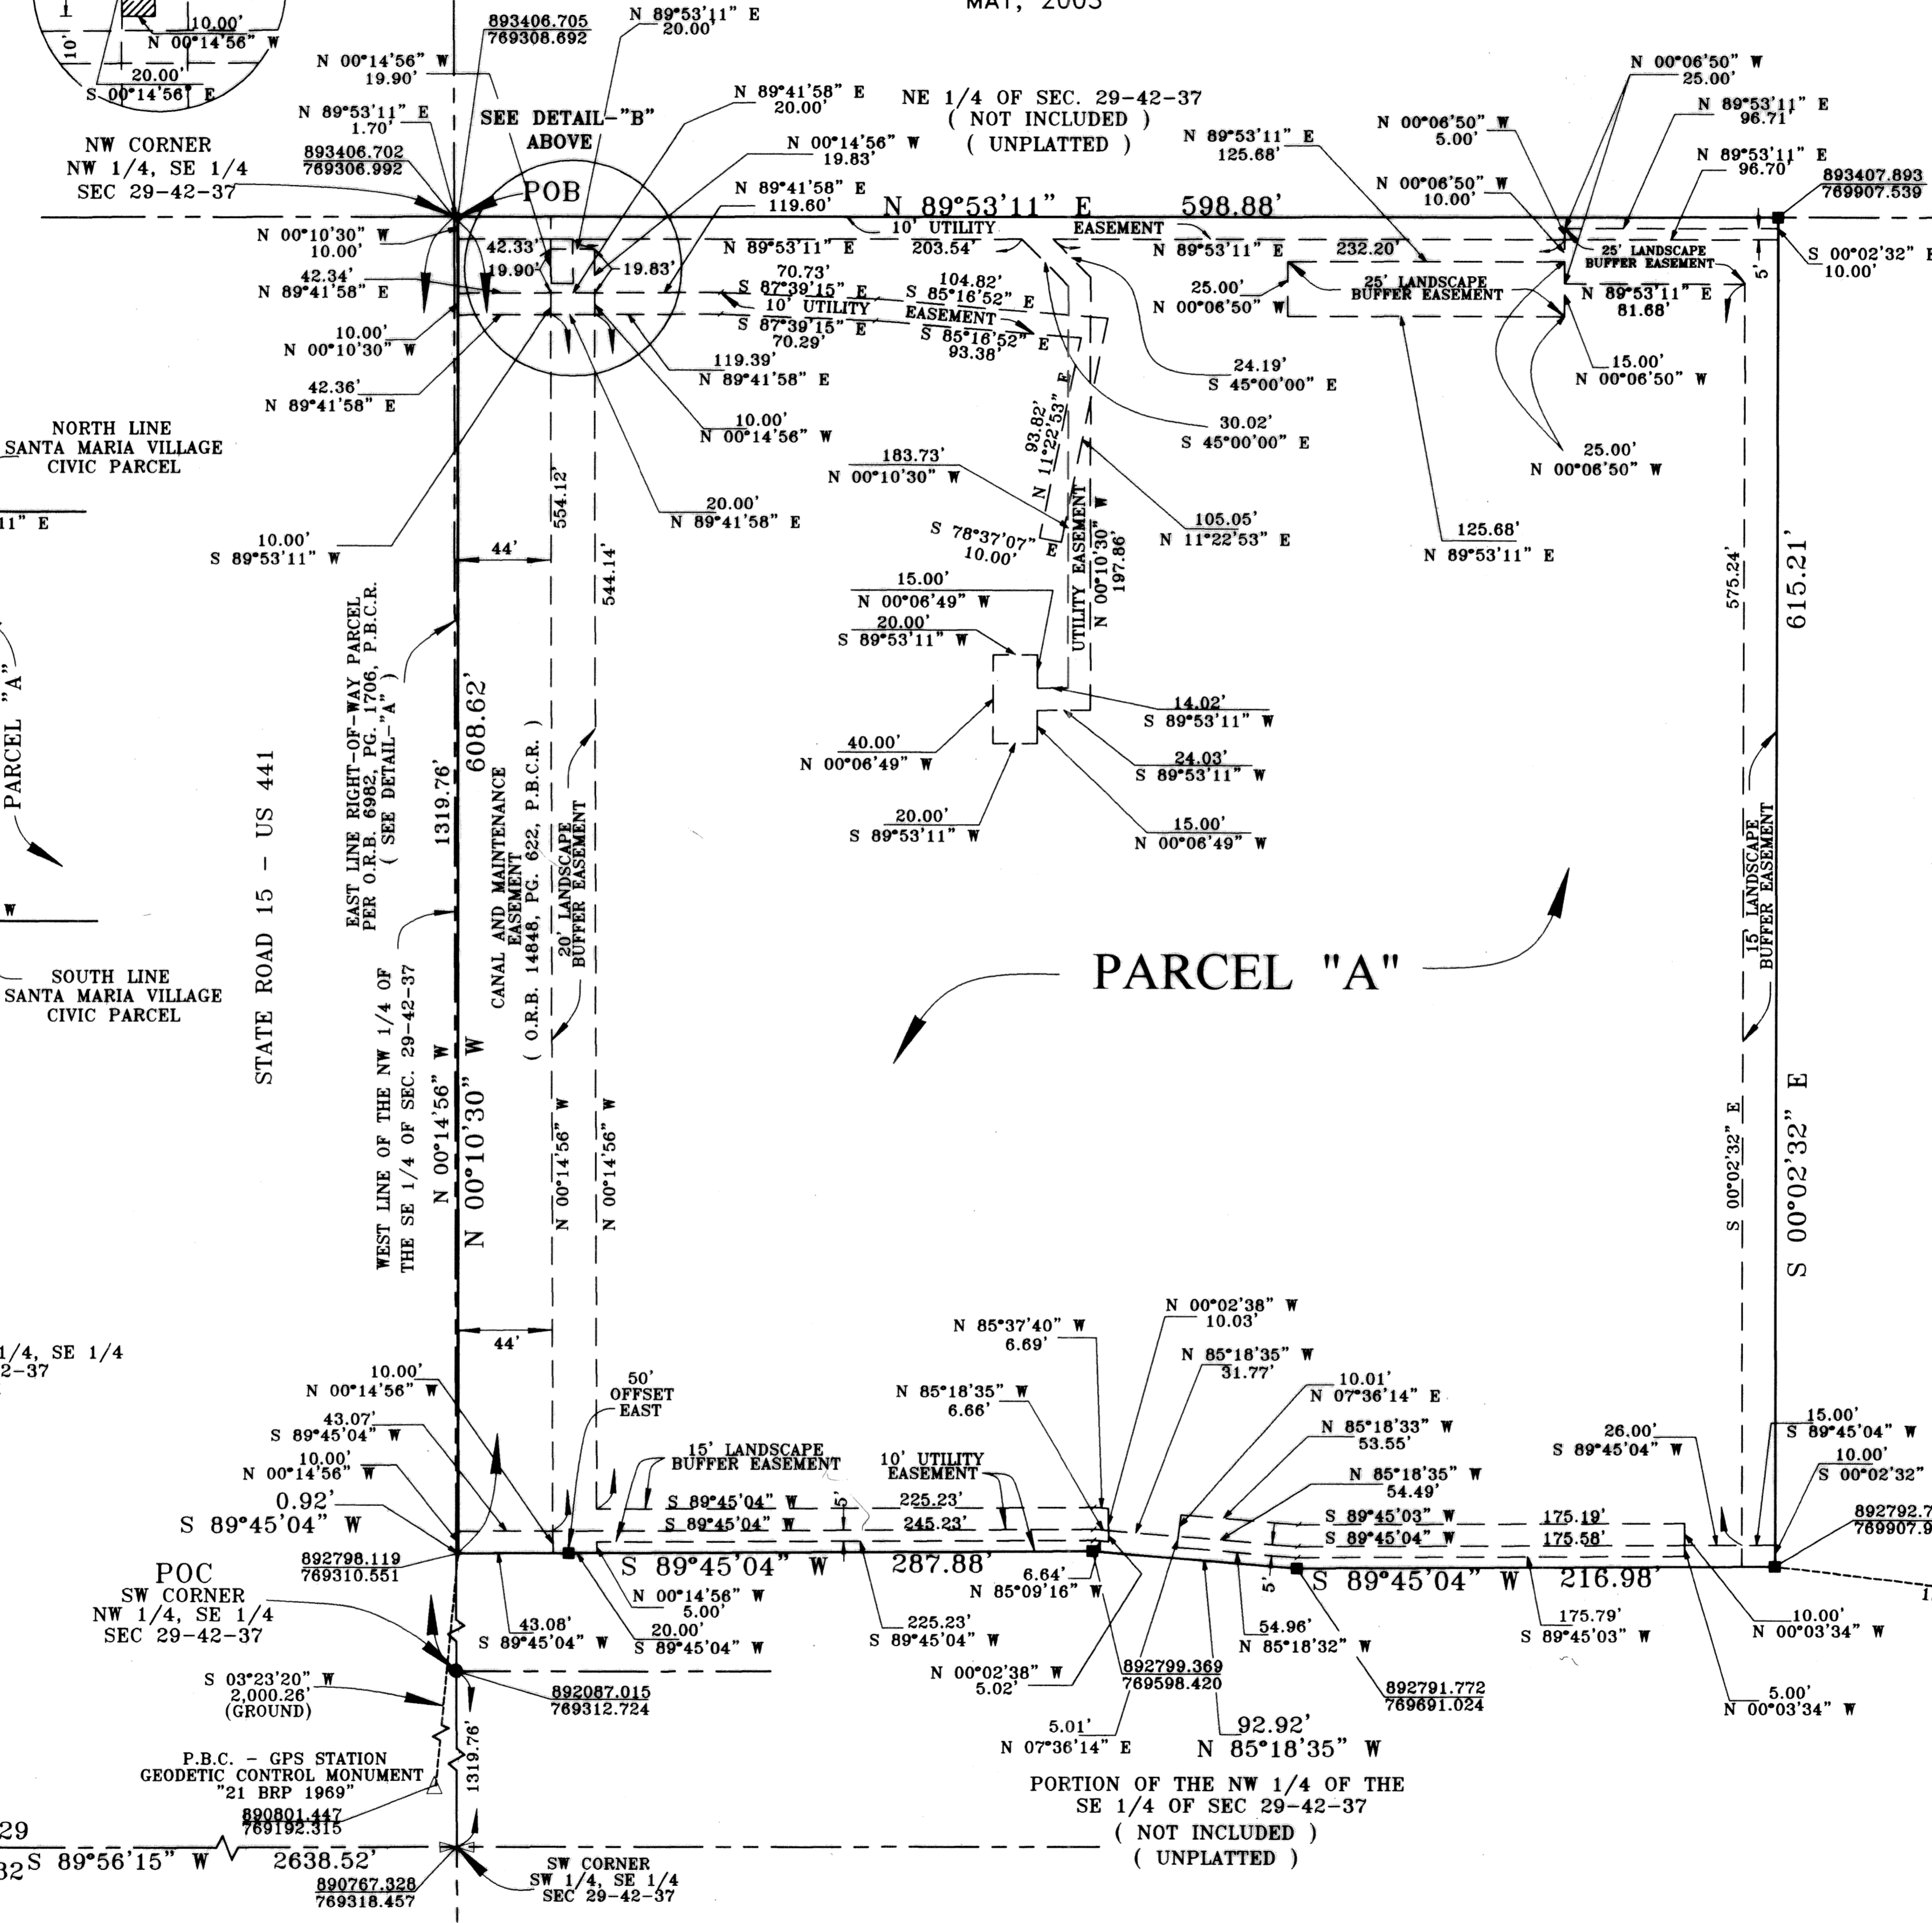 MAY, 2005
10'
10.00'
N 00°14'56" W
20.00'
S 00°14'56" E
893406.705
769308.692
N 89°53'11" E
20.00'
N 00°14'56" W
19.90'
N 89°53'11" E
1.70'
893406.702
769306.992
SEE DETAIL-"B"
ABOVE
N 89°41'58" E
20.00'
N 00°14'56" W
19.83'
N 89°41'58" E
119.60'
NE 1/4 OF SEC. 29-42-37
( NOT INCLUDED )
( UNPLATTED )
N 89°53'11" E
125.68'
N 00°06'50" W
25.00'
N 00°06'50" W
5.00'
N 89°53'11" E
96.71'
N 89°53'11" E
96.70'
N 00°06'50" W
10.00'
893407.893
769907.539
NW CORNER
NW 1/4, SE 1/4
SEC 29-42-37
POB
N 89°53'11" E 598.88'
10' UTILITY EASEMENT
N 00°10'30" W
10.00'
42.33'
N 89°53'11" E 203.54'
N 89°53'11" E 232.20'
25' LANDSCAPE
BUFFER EASEMENT
5'
S 00°02'32" E
10.00'
42.34'
N 89°41'58" E
19.90'
19.83'
70.73'
S 87°39'15" E
104.82'
S 85°16'52" E
10' UTILITY EASEMENT
S 87°39'15" E
70.29'
S 85°16'52" E
93.38'
25.00'
N 00°06'50" W
25' LANDSCAPE
BUFFER EASEMENT
N 89°53'11" E
81.68'
10.00'
N 00°10'30" W
119.39'
N 89°41'58" E
24.19'
S 45°00'00" E
15.00'
N 00°06'50" W
42.36'
N 89°41'58" E
10.00'
N 00°14'56" W
30.02'
S 45°00'00" E
25.00'
N 00°06'50" W
NORTH LINE
SANTA MARIA VILLAGE
CIVIC PARCEL
11" E
183.73'
N 00°10'30" W
93.82'
N 11°22'53" E
554.12'
20.00'
N 89°41'58" E
105.05'
N 11°22'53" E
125.68'
N 89°53'11" E
10.00'
S 89°53'11" W
44'
544.14'
S 78°37'07" E
10.00'
UTILITY EASEMENT
N 00°10'30" W
197.86'
575.24'
615.21'
15.00'
N 00°06'49" W
20.00'
S 89°53'11" W
EAST LINE RIGHT-OF-WAY PARCEL
PER O.R.B. 6982, PG. 1706, P.B.C.R.
( SEE DETAIL-"A" )
PARCEL "A"
14.02'
S 89°53'11" W
40.00'
N 00°06'49" W
24.03'
S 89°53'11" W
20.00'
S 89°53'11" W
15.00'
N 00°06'49" W
1319.76'
608.62'
STATE ROAD 15 - US 441
CANAL AND MAINTENANCE
EASEMENT
( O.R.B. 14848, PG. 622, P.B.C.R. )
20' LANDSCAPE
BUFFER EASEMENT
15' LANDSCAPE
BUFFER EASEMENT
W
SOUTH LINE
SANTA MARIA VILLAGE
CIVIC PARCEL
PARCEL "A"
WEST LINE OF THE NW 1/4 OF
THE SE 1/4 OF SEC. 29-42-37
N 00°14'56" W
N 00°10'30" W
N 00°14'56" W
N 00°14'56" W
S 00°02'32" E
S 00°02'32" E
1/4, SE 1/4
2-37
44'
N 00°02'38" W
10.03'
N 85°37'40" W
6.69'
N 85°18'35" W
31.77'
10.00'
N 00°14'56" W
50'
OFFSET
EAST
N 85°18'35" W
6.66'
10.01'
N 07°36'14" E
43.07'
S 89°45'04" W
N 85°18'33" W
53.55'
26.00'
S 89°45'04" W
15.00'
S 89°45'04" W
10.00'
N 00°14'56" W
15' LANDSCAPE
BUFFER EASEMENT
10' UTILITY
EASEMENT
N 85°18'35" W
54.49'
10.00'
S 00°02'32"
0.92'
S 89°45'04" W
S 89°45'04" W 5' 225.23'
S 89°45'04" W 245.23'
S 89°45'03" W 175.19'
S 89°45'04" W 175.58'
892792.7
769907.9
892798.119
769310.551
S 89°45'04" W 287.88'
6.64'
N 85°09'16" W
5'
S 89°45'04" W 216.98'
POC
SW CORNER
NW 1/4, SE 1/4
SEC 29-42-37
N 00°14'56" W
5.00'
43.08'
S 89°45'04" W
20.00'
S 89°45'04" W
225.23'
S 89°45'04" W
54.96'
N 85°18'32" W
175.79'
S 89°45'03" W
10.00'
N 00°03'34" W
S 03°23'20" W
2,000.26'
(GROUND)
892087.015
769312.724
N 00°02'38" W
5.02'
892799.369
769598.420
892791.772
769691.024
5.00'
N 00°03'34" W
5.01'
N 07°36'14" E
92.92'
N 85°18'35" W
P.B.C. - GPS STATION
GEODETIC CONTROL MONUMENT
"21 BRP 1969"
890801.447
769192.315
1319.76'
PORTION OF THE NW 1/4 OF THE
SE 1/4 OF SEC 29-42-37
( NOT INCLUDED )
( UNPLATTED )
29
32
S 89°56'15" W 2638.52'
890767.328
769318.457
SW CORNER
SW 1/4, SE 1/4
SEC 29-42-37